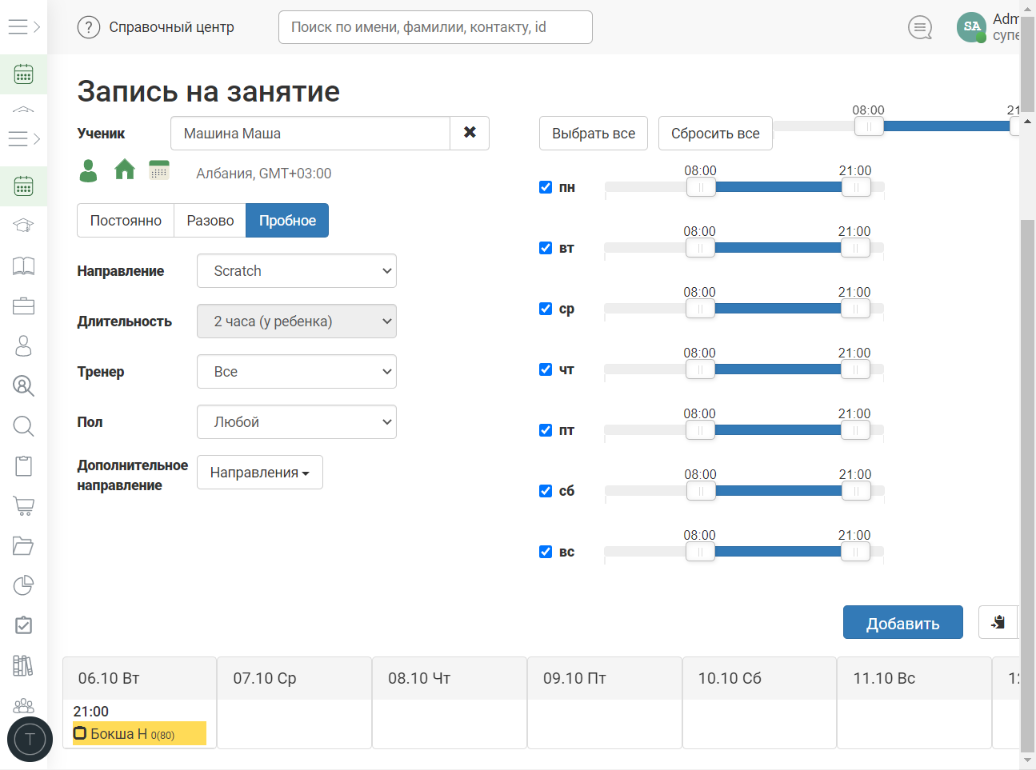 Справочный центр
Поиск по имени, фамилии, контакту, id
SA
Adm
супе
Запись на занятие
Ученик
Машина Маша
Албания, GMT+03:00
Постоянно Разово Пробное
Направление Scratch
Длительность 2 часа (у ребенка)
Тренер Все
Пол Любой
Дополнительное направление
Направления
Выбрать все Сбросить все
08:00 21
08:00 21:00
пн
08:00 21:00
вт
08:00 21:00
ср
08:00 21:00
чт
08:00 21:00
пт
08:00 21:00
сб
08:00 21:00
вс
Добавить
06.10 Вт 07.10 Ср 08.10 Чт 09.10 Пт 10.10 Сб 11.10 Вс 12
21:00
Бокша Н 0(80)
T